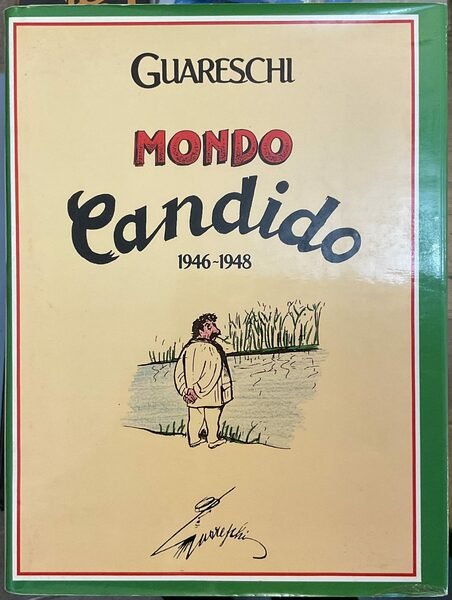 GUARESCHI
MONDO
Candido
1946-1948
Guareschi